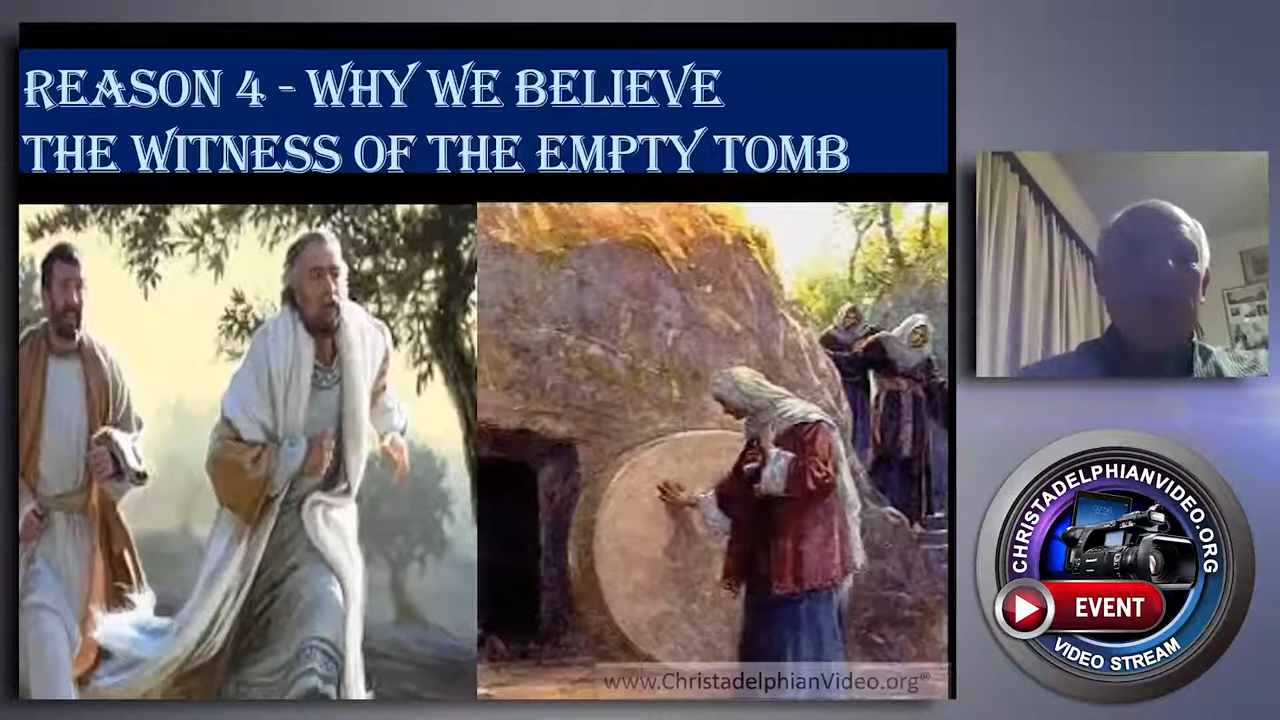 REASON 4 - WHY WE BELIEVE
THE WITNESS OF THE EMPTY TOMB
www.ChristadelphianVideo.org®
CHRISTADELPHIANVIDEO.ORG
EVENT
VIDEO STREAM